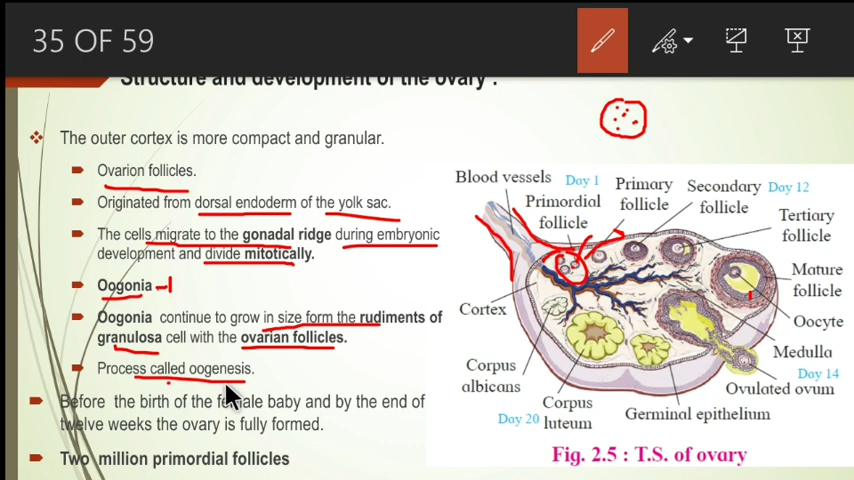 35 OF 59
Structure and development of the ovary :
The outer cortex is more compact and granular.
Ovarion follicles.
Originated from dorsal endoderm of the yolk sac.
The cells migrate to the gonadal ridge during embryonic
development and divide mitotically.
Oogonia
Oogonia continue to grow in size form the rudiments of
granulosa cell with the ovarian follicles.
Process called oogenesis.
Before the birth of the female baby and by the end of
twelve weeks the ovary is fully formed.
Two million primordial follicles
Blood vessels
Day 1
Primordial
follicle
Primary
follicle
Secondary
follicle
Day 12
Tertiary
follicle
Mature
follicle
Oocyte
Medulla
Day 14
Ovulated ovum
Cortex
Corpus
albicans
Day 20
Corpus
luteum
Germinal epithelium
Fig. 2.5 : T.S. of ovary